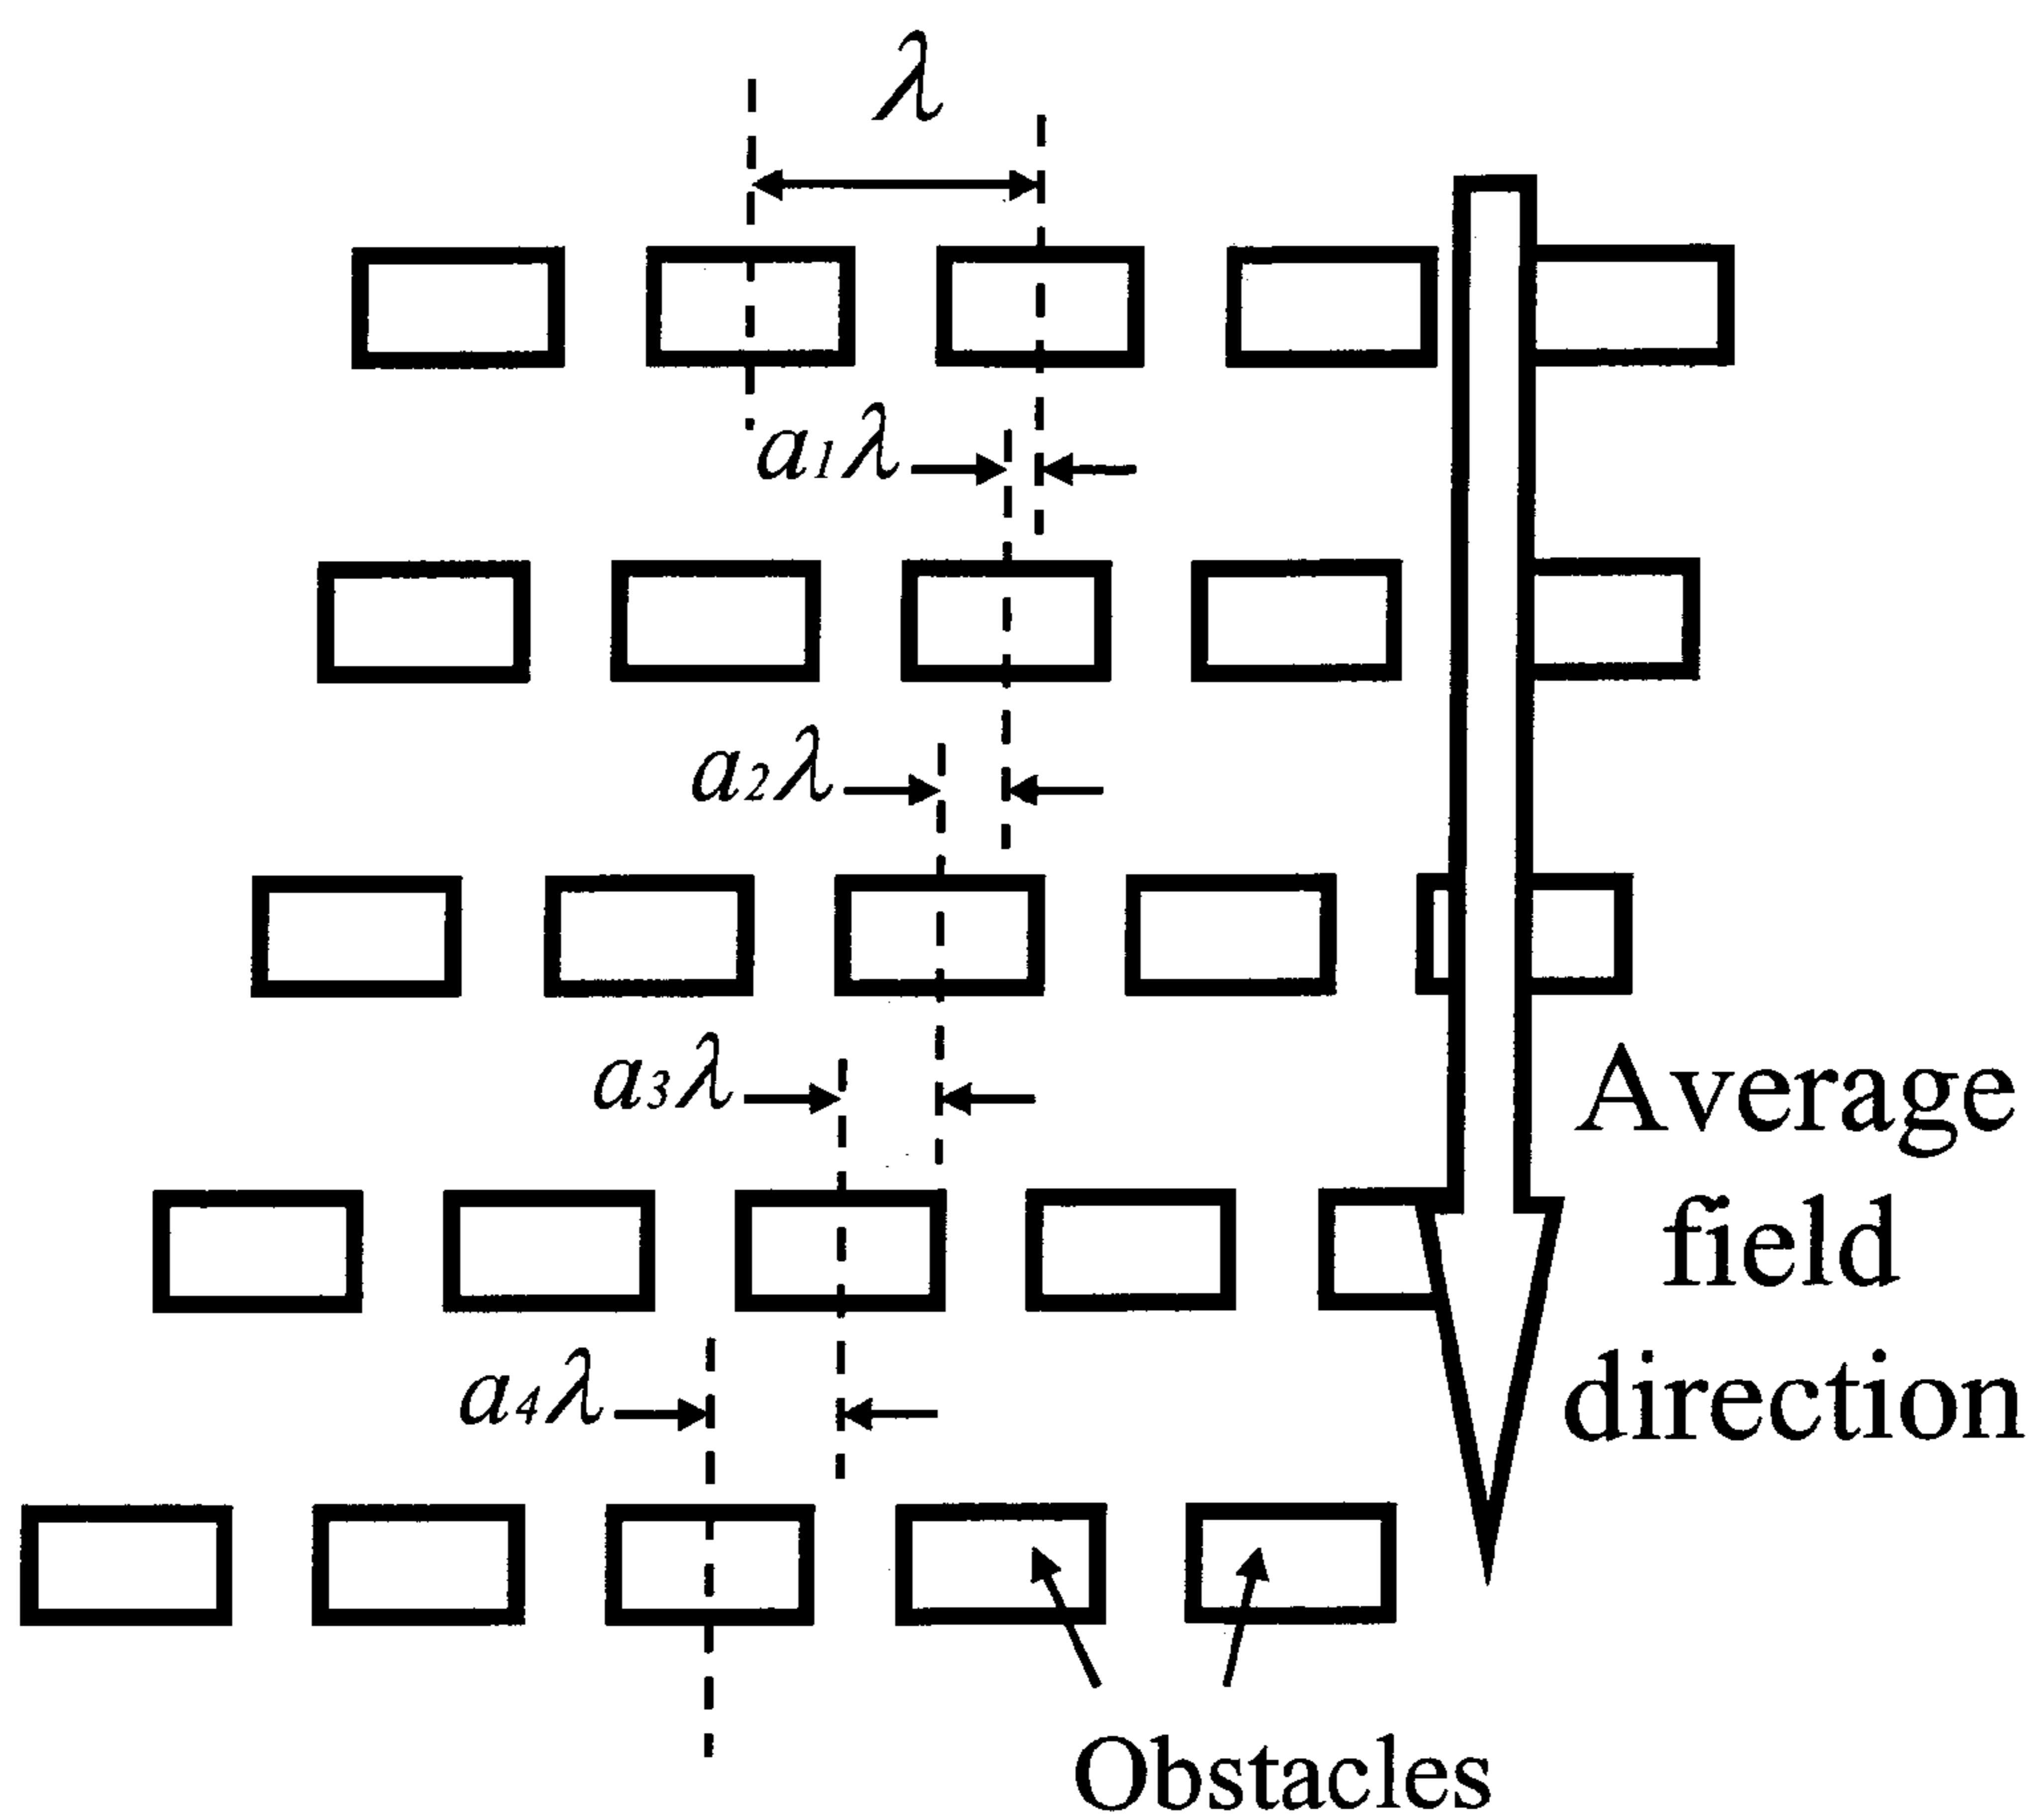 λ
a₁λ
a₂λ
a₃λ
Average
field
direction
a₄λ
Obstacles